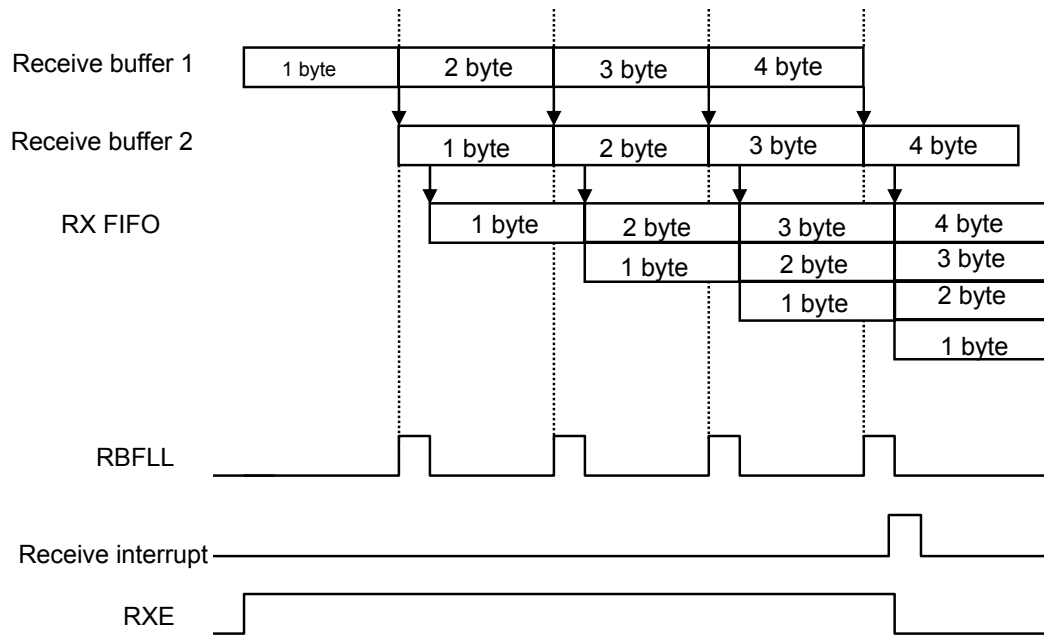 Receive buffer 1
1 byte 2 byte 3 byte 4 byte
Receive buffer 2
1 byte 2 byte 3 byte 4 byte
RX FIFO
1 byte 2 byte 3 byte 4 byte
1 byte 2 byte 3 byte
1 byte 2 byte
1 byte
RBFLL
Receive interrupt
RXE